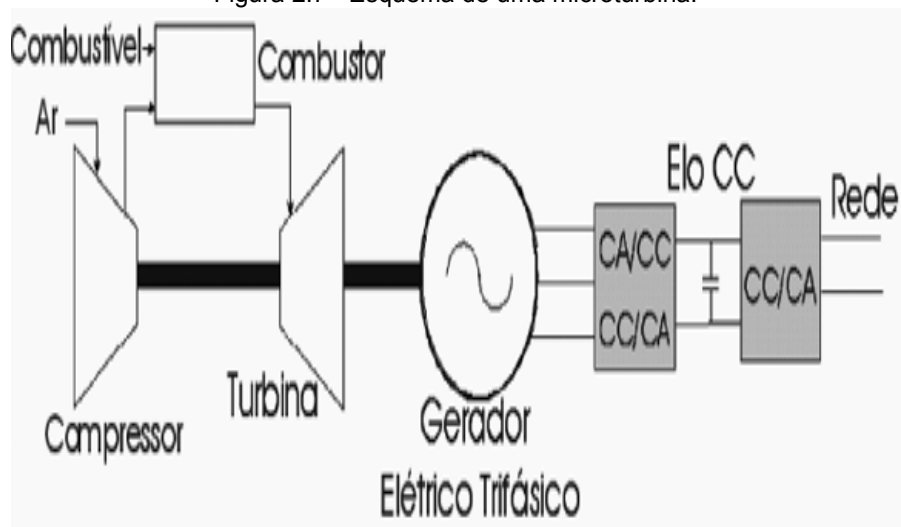 Figura 2.7 – Esquema de uma microturbina.
Combustível
Combustor
Ar
Elo CC
Rede
CA/CC
CC/CA
CC/CA
Turbina
Campressor
Gerador
Elétrico Trifásico